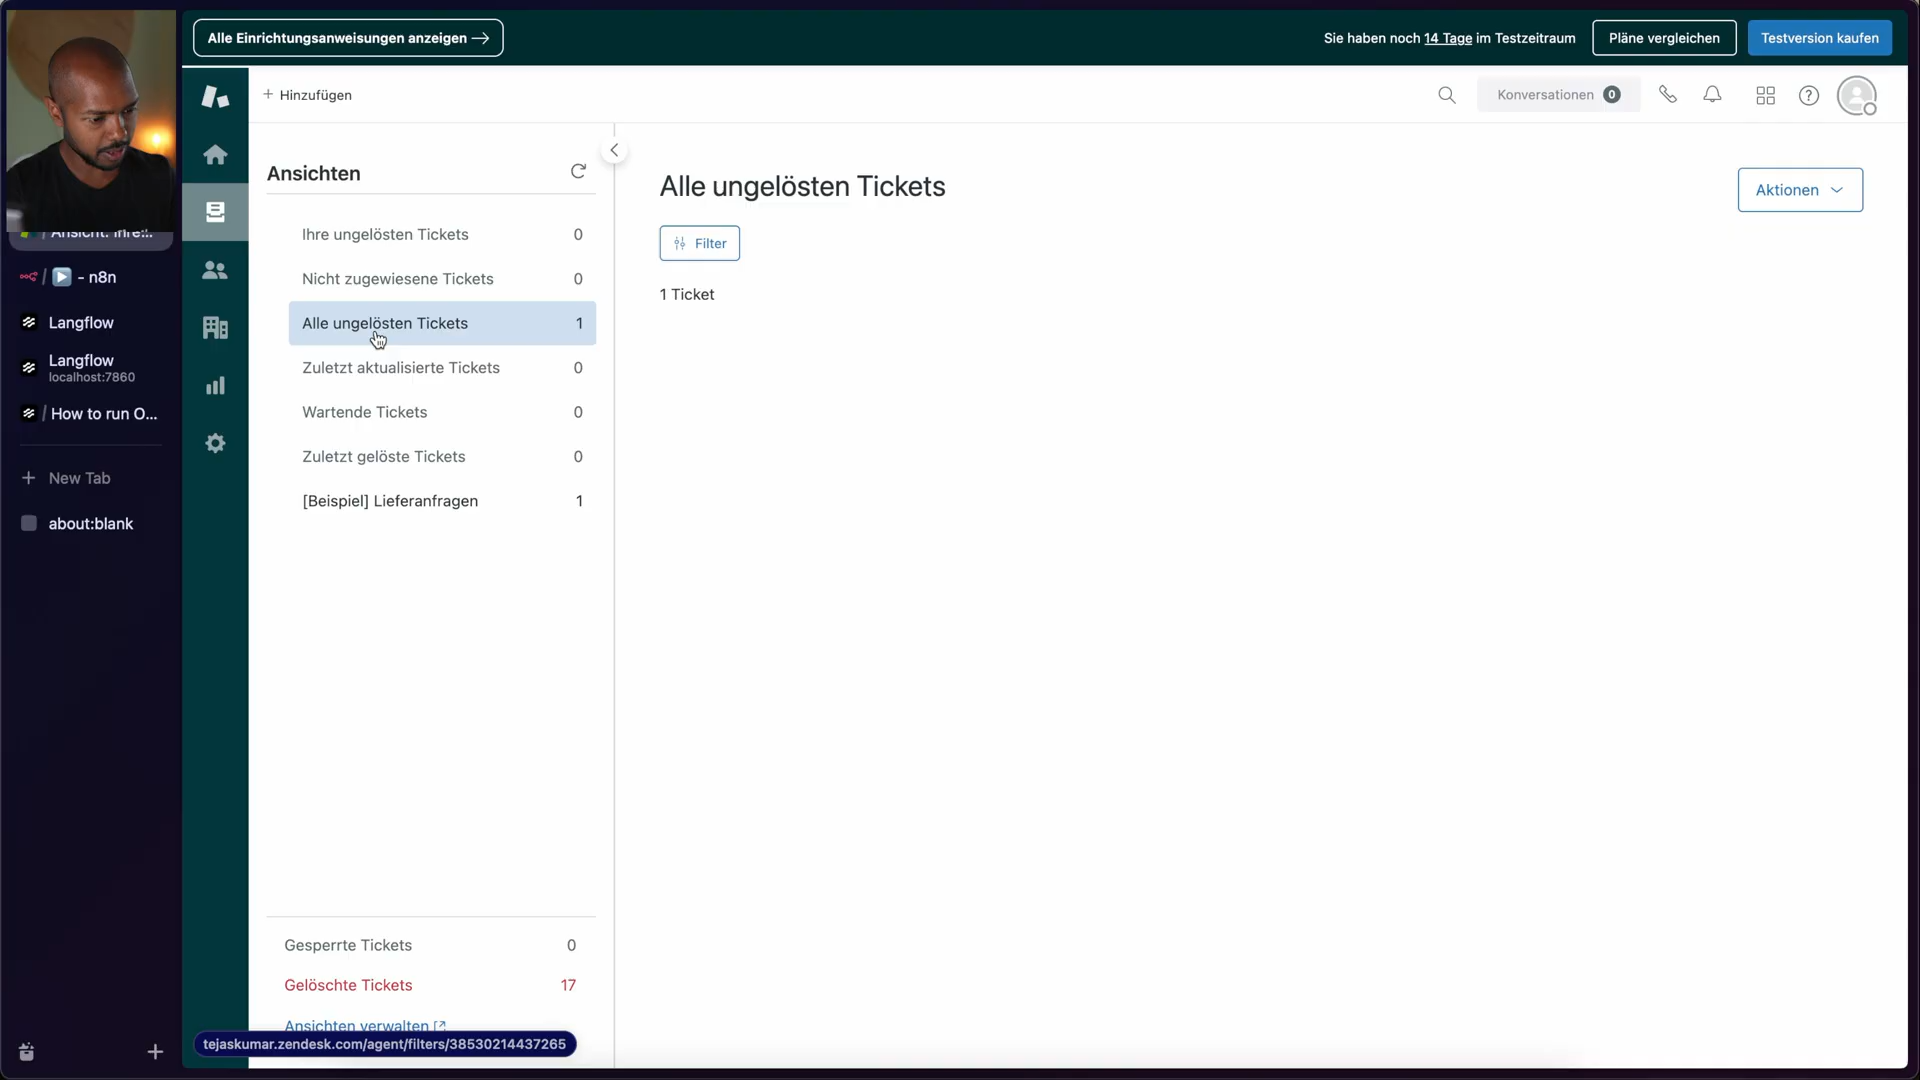 Alle Einrichtungsanweisungen anzeigen →
Sie haben noch 14 Tage im Testzeitraum
Pläne vergleichen
Testversion kaufen
/ Ansicht: Ihre...
/ - n8n
Langflow
Langflow
localhost:7860
/ How to run O...
+ New Tab
about:blank
+ Hinzufügen
Konversationen 0
Ansichten
Ihre ungelösten Tickets 0
Nicht zugewiesene Tickets 0
Alle ungelösten Tickets 1
Zuletzt aktualisierte Tickets 0
Wartende Tickets 0
Zuletzt gelöste Tickets 0
[Beispiel] Lieferanfragen 1
Gesperrte Tickets 0
Gelöschte Tickets 17
Ansichten verwalten
tejaskumar.zendesk.com/agent/filters/38530214437265
Alle ungelösten Tickets
Aktionen
Filter
1 Ticket